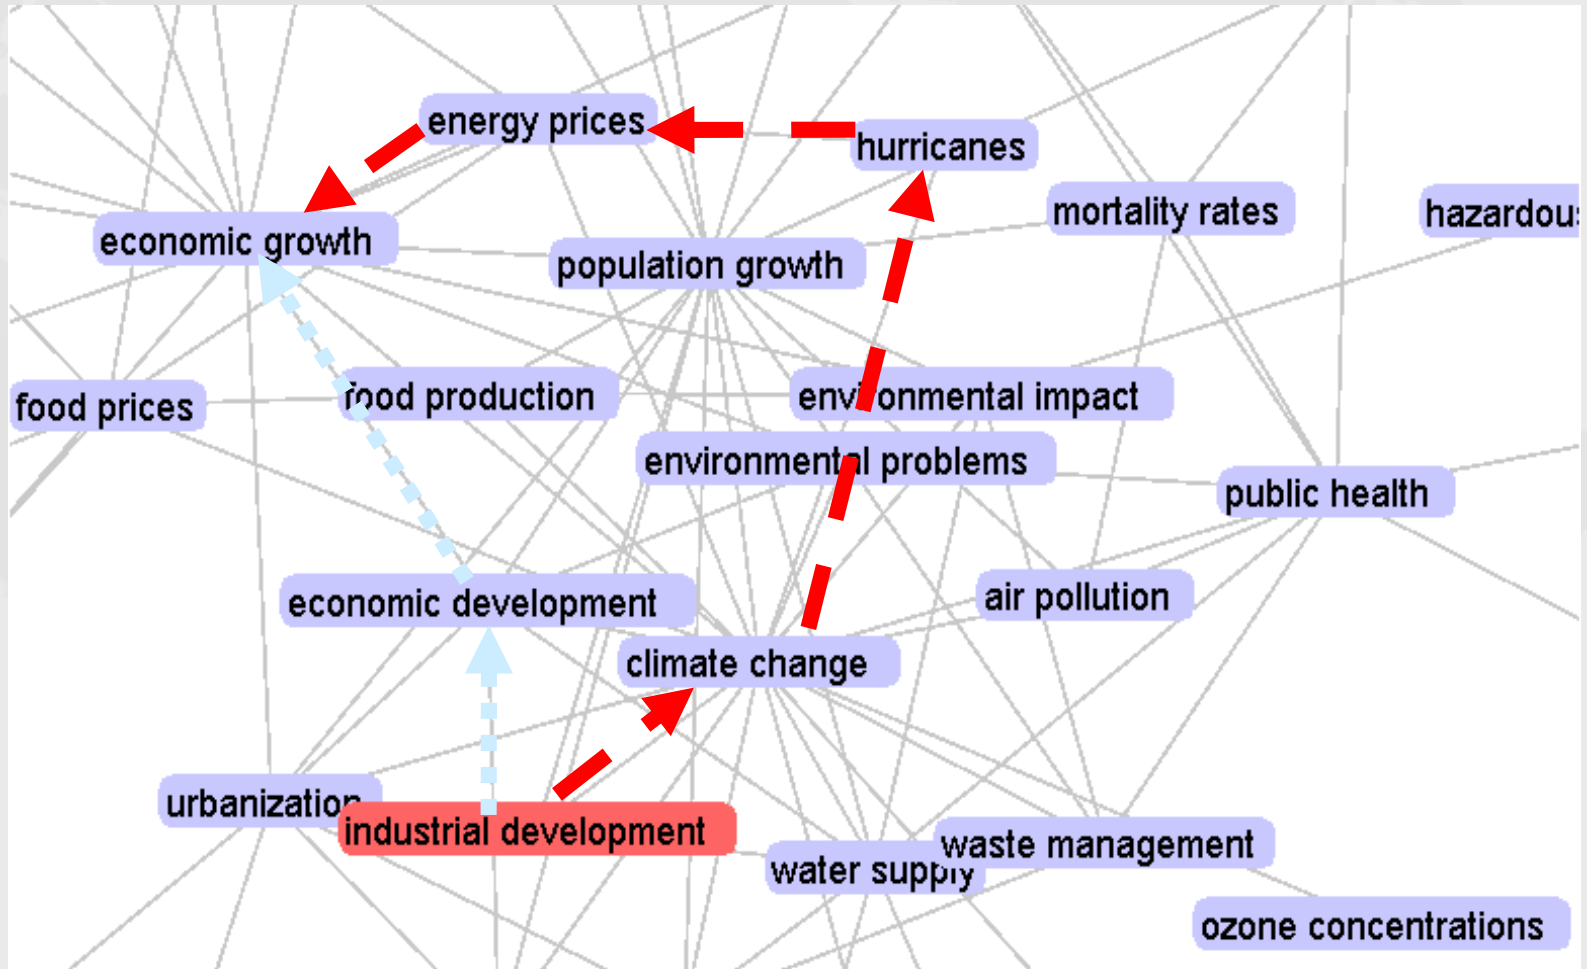 energy prices
hurricanes
mortality rates
hazardou
economic growth
population growth
food prices
food production
environmental impact
environmental problems
public health
economic development
air pollution
climate change
urbanization
industrial development
water supply
waste management
ozone concentrations